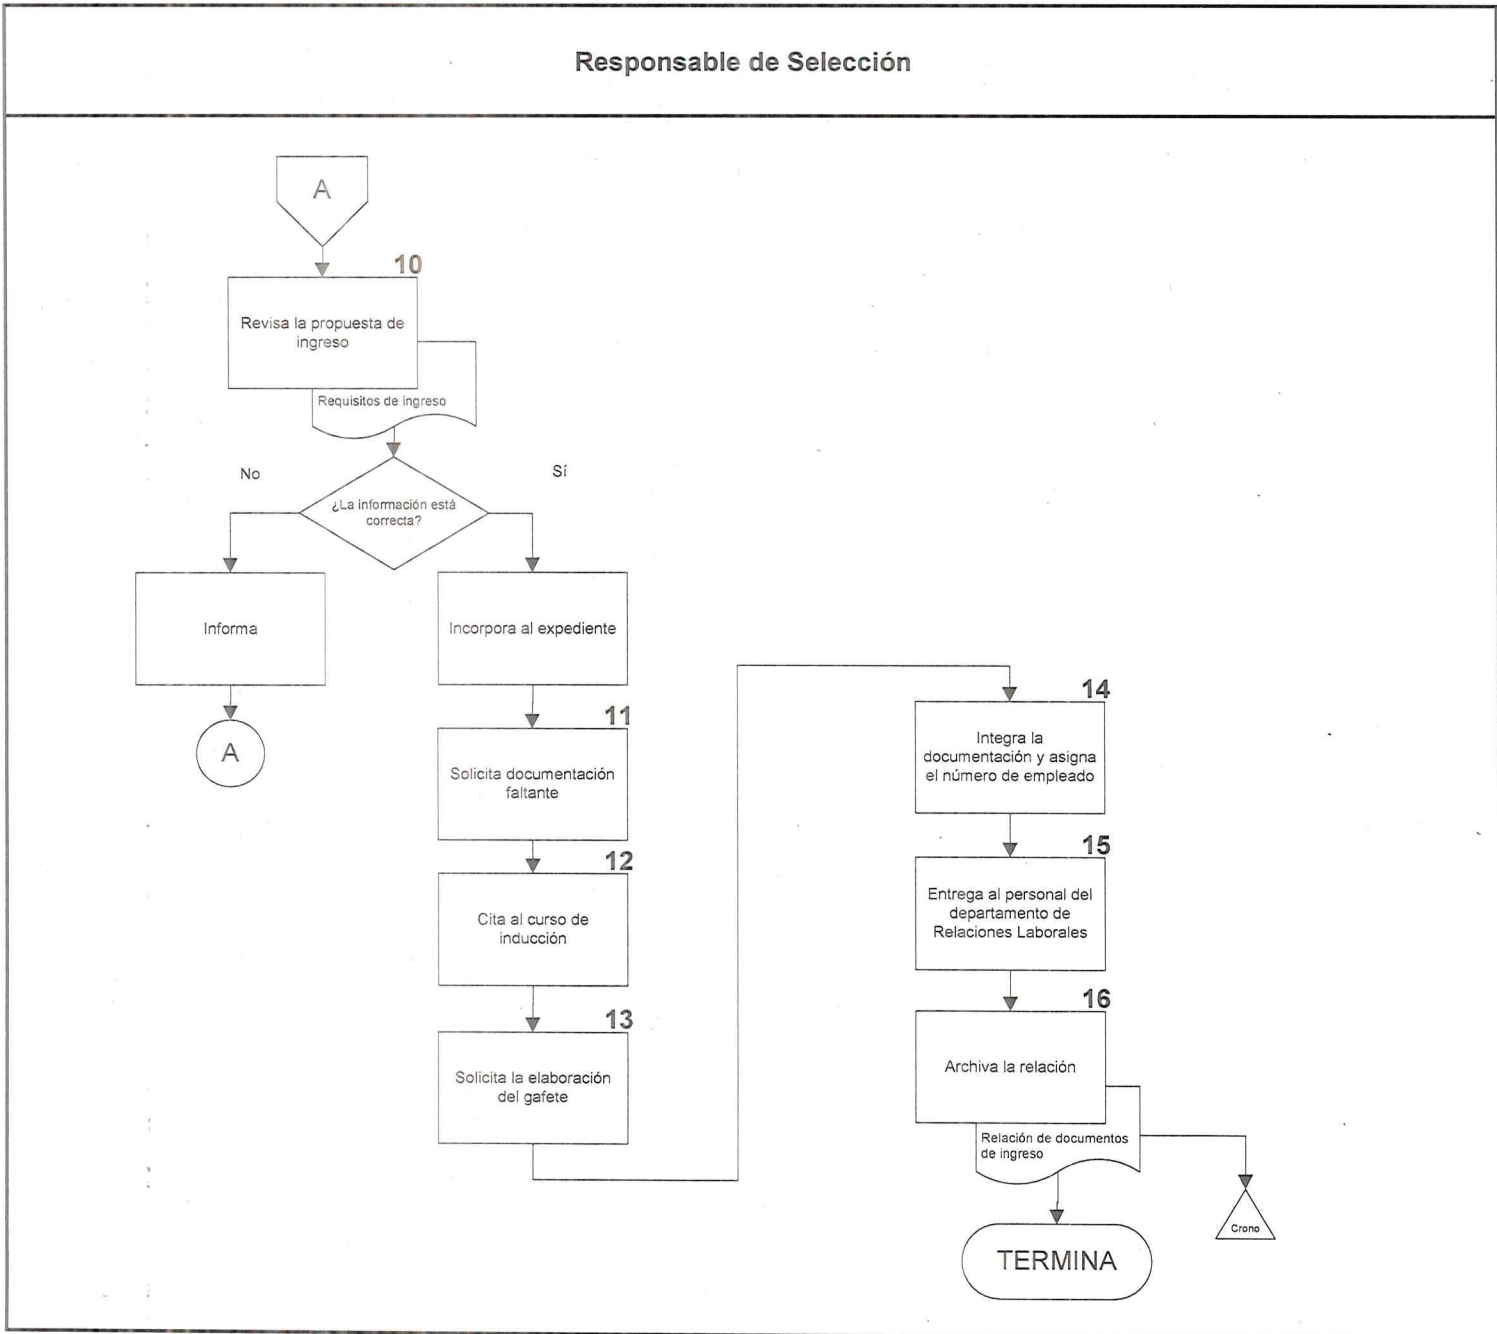 Responsable de Selección
A
10
Revisa la propuesta de
ingreso
Requisitos de ingreso
No
Sí
¿La información está
correcta?
Informa
A
Incorpora al expediente
11
Solicita documentación
faltante
12
Cita al curso de
inducción
13
Solicita la elaboración
del gafete
14
Integra la
documentación y asigna
el número de empleado
15
Entrega al personal del
departamento de
Relaciones Laborales
16
Archiva la relación
Relación de documentos
de ingreso
Crono
TERMINA